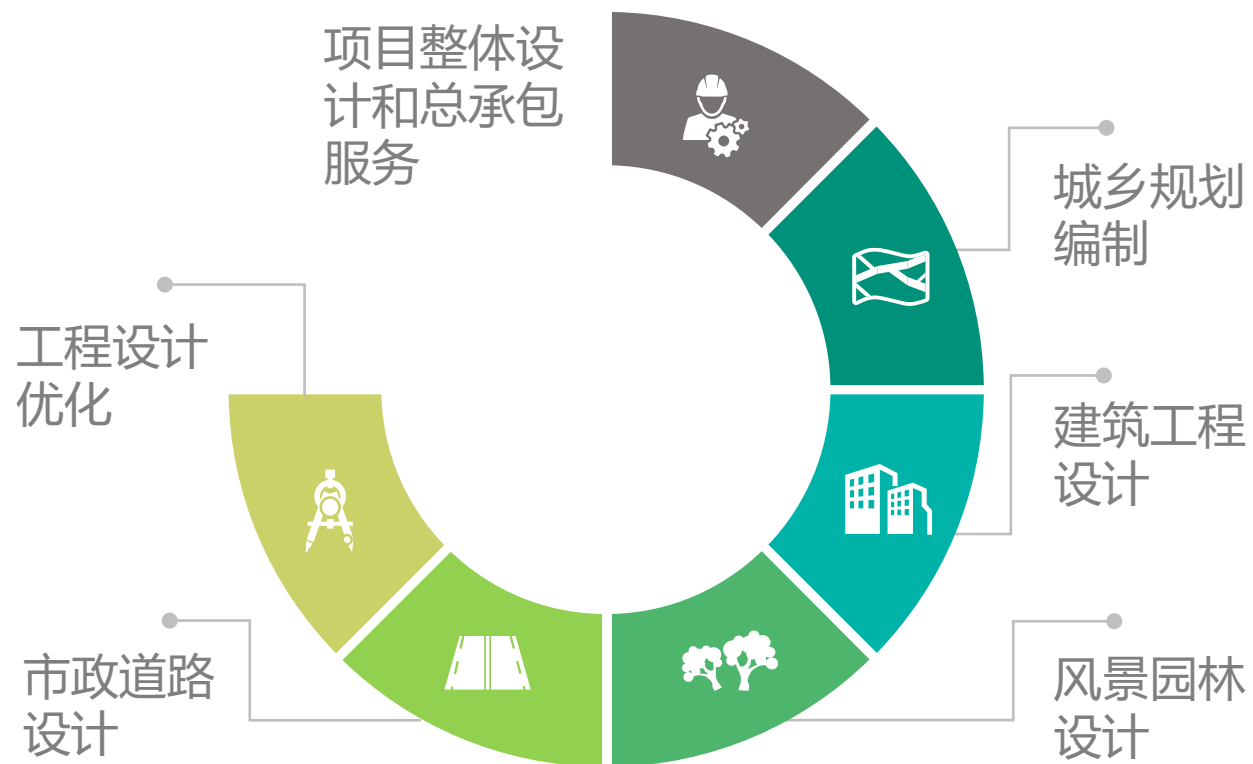 项目整体设
计和总承包
服务
城乡规划
编制
工程设计
优化
建筑工程
设计
市政道路
设计
风景园林
设计